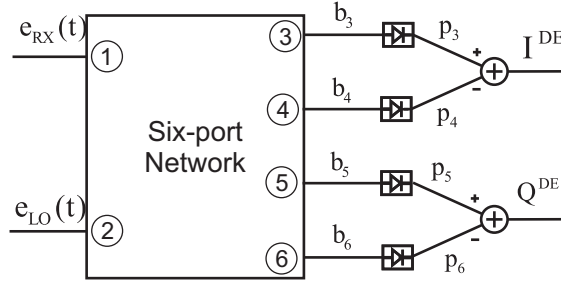 e_RX(t)
1
e_LO(t)
2
Six-port
Network
3
4
5
6
b_3
b_4
b_5
b_6
p_3
p_4
p_5
p_6
+
−
+
−
I^DE
Q^DE